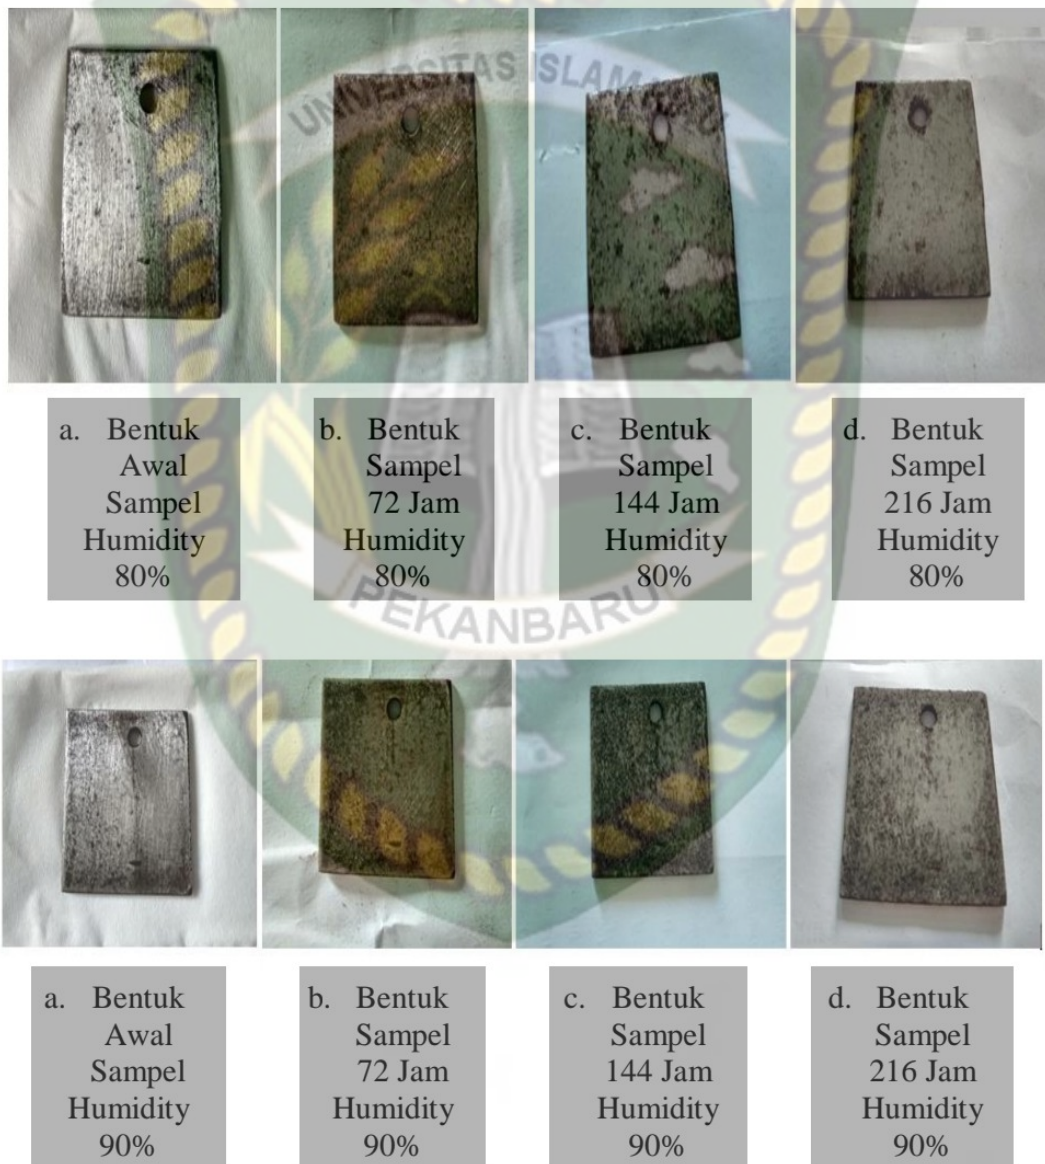 UNIVERSITAS ISLAM
a. Bentuk
Awal
Sampel
Humidity
80%
b. Bentuk
Sampel
72 Jam
Humidity
80%
c. Bentuk
Sampel
144 Jam
Humidity
80%
d. Bentuk
Sampel
216 Jam
Humidity
80%
PEKANBARU
a. Bentuk
Awal
Sampel
Humidity
90%
b. Bentuk
Sampel
72 Jam
Humidity
90%
c. Bentuk
Sampel
144 Jam
Humidity
90%
d. Bentuk
Sampel
216 Jam
Humidity
90%